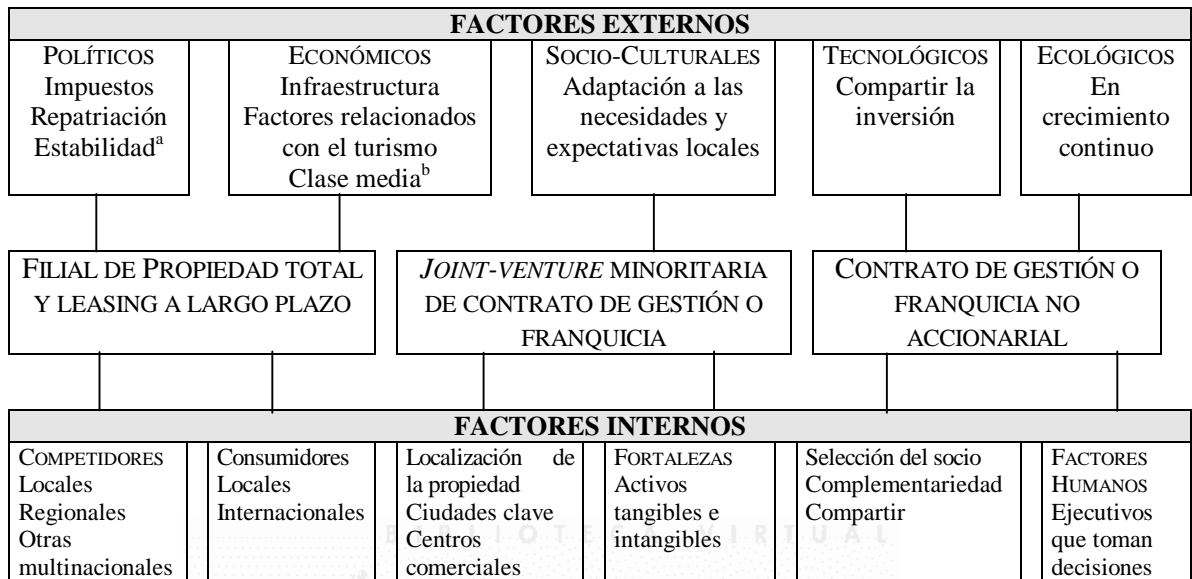 FACTORES EXTERNOS
POLÍTICOS
Impuestos
Repatriación
Estabilidadᵃ
ECONÓMICOS
Infraestructura
Factores relacionados
con el turismo
Clase mediaᵇ
SOCIO-CULTURALES
Adaptación a las
necesidades y
expectativas locales
TECNOLÓGICOS
Compartir la
inversión
ECOLÓGICOS
En
crecimiento
continuo
FILIAL DE PROPIEDAD TOTAL
Y LEASING A LARGO PLAZO
JOINT-VENTURE MINORITARIA
DE CONTRATO DE GESTIÓN O
FRANQUICIA
CONTRATO DE GESTIÓN O
FRANQUICIA NO
ACCIONARIAL
FACTORES INTERNOS
COMPETIDORES
Locales
Regionales
Otras
multinacionales
Consumidores
Locales
Internacionales
Localización de
la propiedad
Ciudades clave
Centros
comerciales
FORTALEZAS
Activos
tangibles e
intangibles
Selección del socio
Complementariedad
Compartir
FACTORES
HUMANOS
Ejecutivos
que toman
decisiones
BIBLIOTECA VIRTUAL